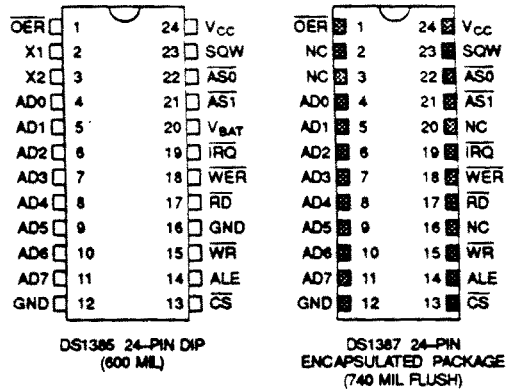 OER 1 24 VCC
X1 2 23 SQW
X2 3 22 AS0
AD0 4 21 AS1
AD1 5 20 VBAT
AD2 6 19 IRQ
AD3 7 18 WER
AD4 8 17 RD
AD5 9 16 GND
AD6 10 15 WR
AD7 11 14 ALE
GND 12 13 CS
DS1385 24-PIN DIP
(600 MIL)
OER 1 24 VCC
NC 2 23 SQW
NC 3 22 AS0
AD0 4 21 AS1
AD1 5 20 NC
AD2 6 19 IRQ
AD3 7 18 WER
AD4 8 17 RD
AD5 9 16 NC
AD6 10 15 WR
AD7 11 14 ALE
GND 12 13 CS
DS1387 24-PIN
ENCAPSULATED PACKAGE
(740 MIL FLUSH)